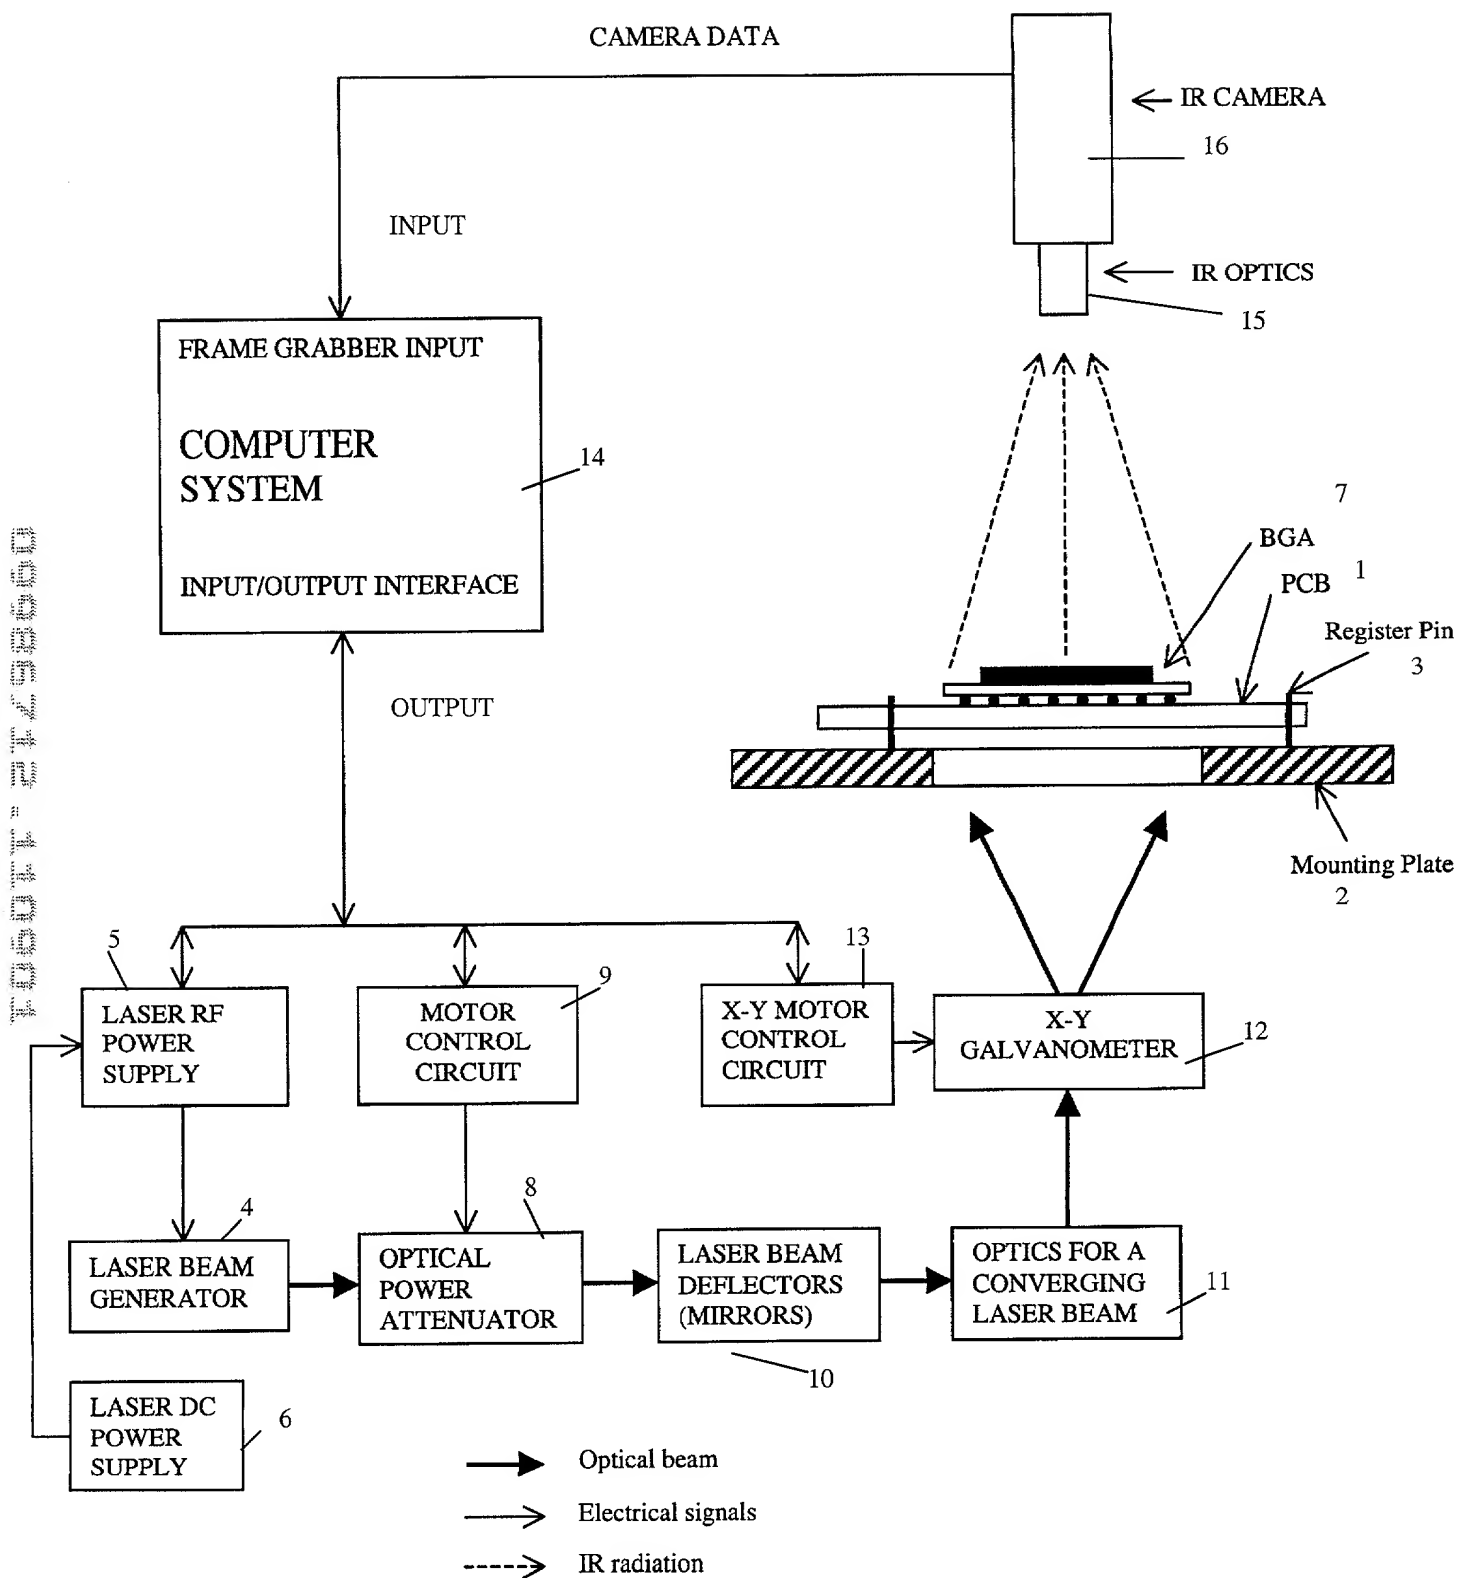 CAMERA DATA
IR CAMERA
16
INPUT
IR OPTICS
15
FRAME GRABBER INPUT
COMPUTER
SYSTEM
14
INPUT/OUTPUT INTERFACE
7
BGA
1
PCB
Register Pin
3
OUTPUT
Mounting Plate
2
5
LASER RF
POWER
SUPPLY
9
MOTOR
CONTROL
CIRCUIT
13
X-Y MOTOR
CONTROL
CIRCUIT
X-Y
GALVANOMETER
12
4
LASER BEAM
GENERATOR
8
OPTICAL
POWER
ATTENUATOR
LASER BEAM
DEFLECTORS
(MIRRORS)
10
OPTICS FOR A
CONVERGING
LASER BEAM
11
LASER DC
POWER
SUPPLY
6
Optical beam
Electrical signals
IR radiation